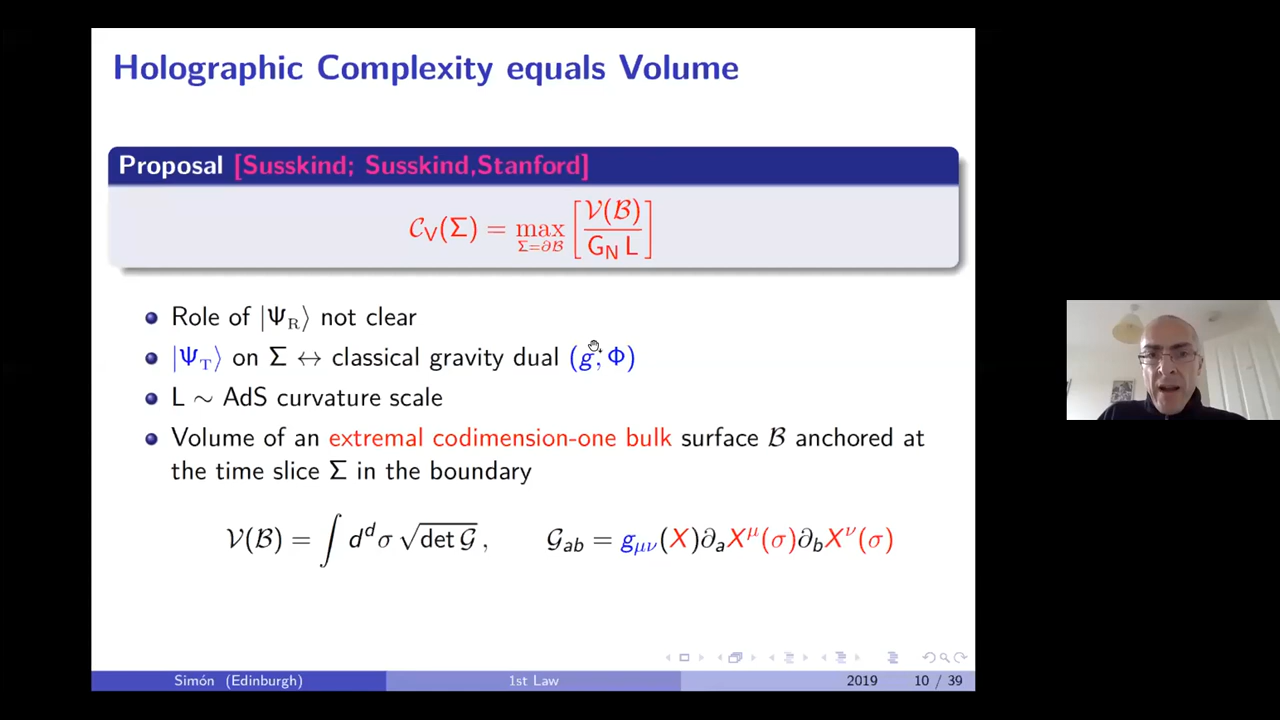 Holographic Complexity equals Volume
Proposal [Susskind; Susskind,Stanford]
𝒞_V(Σ) = max_{Σ=∂ℬ} [𝒱(ℬ) / G_N L]
Role of |Ψ_R⟩ not clear
|Ψ_T⟩ on Σ ↔ classical gravity dual (g, Φ)
L ∼ AdS curvature scale
Volume of an extremal codimension-one bulk surface ℬ anchored at
the time slice Σ in the boundary
𝒱(ℬ) = ∫ d^d σ √det 𝒢 , 𝒢_ab = g_μν(X)∂_a X^μ(σ)∂_b X^ν(σ)
Simón (Edinburgh) 1st Law 2019 10 / 39